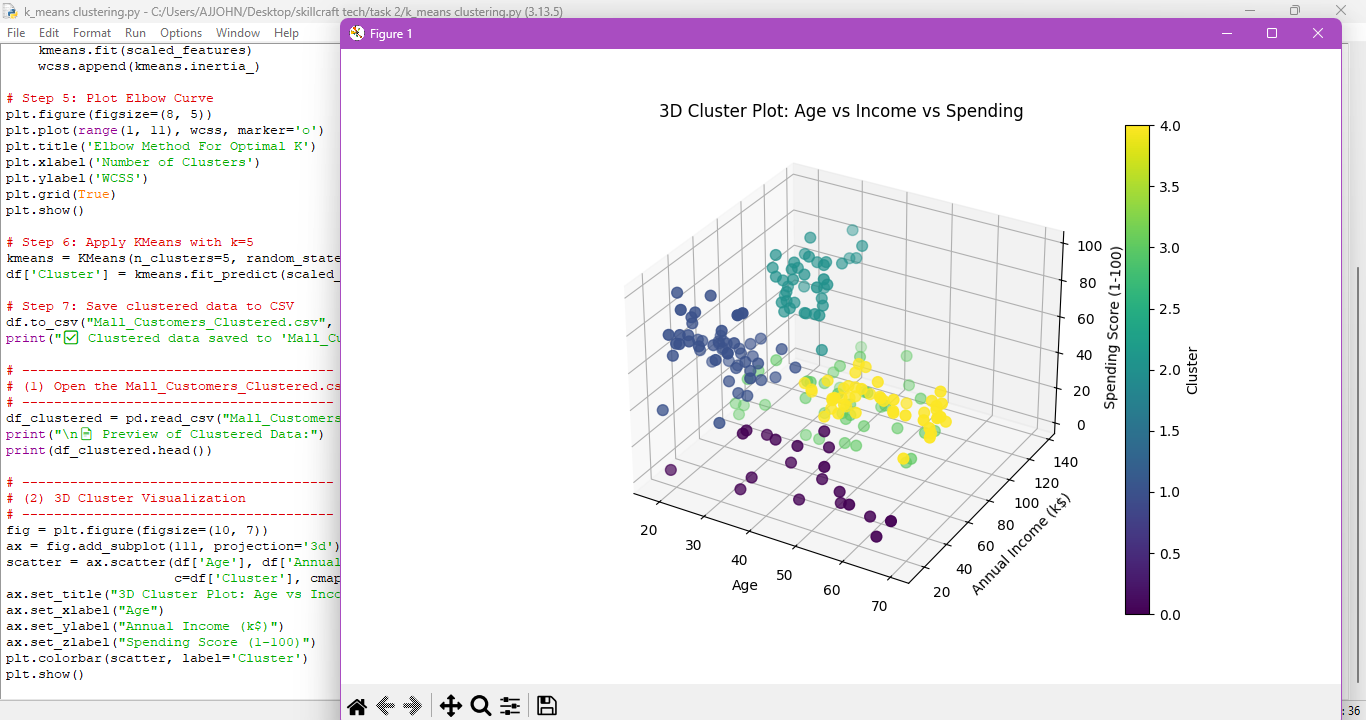 k_means clustering.py - C:/Users/AJJOHN/Desktop/skillcraft tech/task 2/k_means clustering.py (3.13.5)
File Edit Format Run Options Window Help
kmeans.fit(scaled_features)
wcss.append(kmeans.inertia_)
# Step 5: Plot Elbow Curve
plt.figure(figsize=(8, 5))
plt.plot(range(1, 11), wcss, marker='o')
plt.title('Elbow Method For Optimal K')
plt.xlabel('Number of Clusters')
plt.ylabel('WCSS')
plt.grid(True)
plt.show()
# Step 6: Apply KMeans with k=5
kmeans = KMeans(n_clusters=5, random_state
df['Cluster'] = kmeans.fit_predict(scaled_
# Step 7: Save clustered data to CSV
df.to_csv("Mall_Customers_Clustered.csv",
print("✅ Clustered data saved to 'Mall_Cu
# ---------------------------------------
# (1) Open the Mall_Customers_Clustered.cs
# ---------------------------------------
df_clustered = pd.read_csv("Mall_Customers
print("\n📄 Preview of Clustered Data:")
print(df_clustered.head())
# ---------------------------------------
# (2) 3D Cluster Visualization
# ---------------------------------------
fig = plt.figure(figsize=(10, 7))
ax = fig.add_subplot(111, projection='3d')
scatter = ax.scatter(df['Age'], df['Annual
c=df['Cluster'], cmap
ax.set_title("3D Cluster Plot: Age vs Inco
ax.set_xlabel("Age")
ax.set_ylabel("Annual Income (k$)")
ax.set_zlabel("Spending Score (1-100)")
plt.colorbar(scatter, label='Cluster')
plt.show()
Figure 1
3D Cluster Plot: Age vs Income vs Spending
20
30
40
50
60
70
Age
20
40
60
80
100
120
140
Annual Income (k$)
100
80
60
40
20
0
Spending Score (1-100)
4.0
3.5
3.0
2.5
2.0
1.5
1.0
0.5
0.0
Cluster
: 36